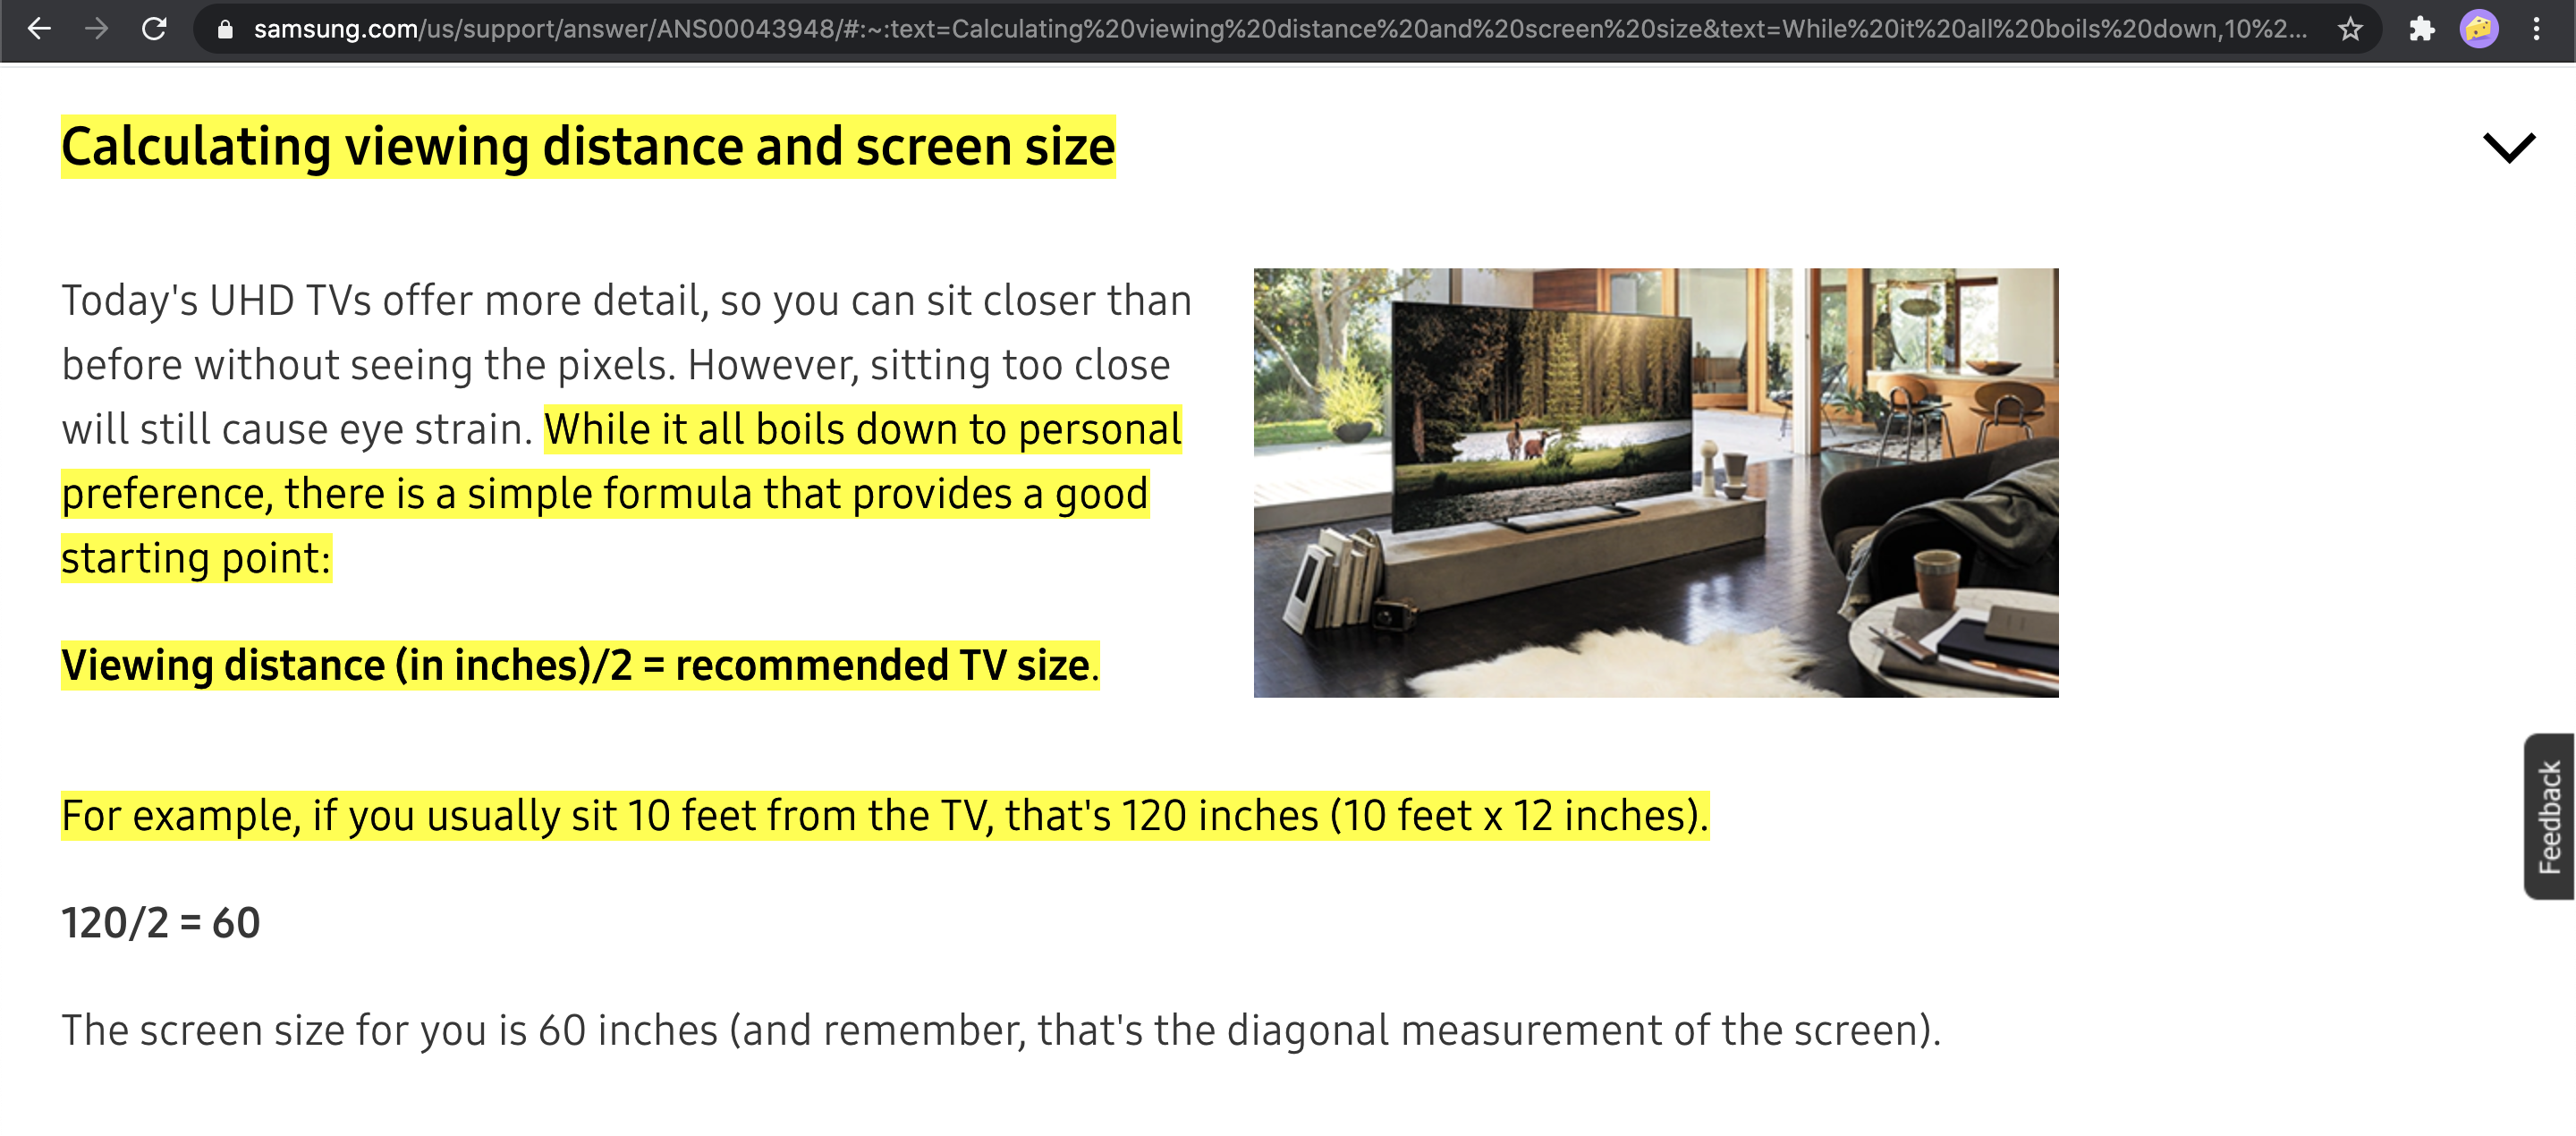 samsung.com/us/support/answer/ANS00043948/#:~:text=Calculating%20viewing%20distance%20and%20screen%20size&text=While%20it%20all%20boils%20down,10%2...
Calculating viewing distance and screen size
Today's UHD TVs offer more detail, so you can sit closer than
before without seeing the pixels. However, sitting too close
will still cause eye strain. While it all boils down to personal
preference, there is a simple formula that provides a good
starting point:
Viewing distance (in inches)/2 = recommended TV size.
For example, if you usually sit 10 feet from the TV, that's 120 inches (10 feet x 12 inches).
120/2 = 60
The screen size for you is 60 inches (and remember, that's the diagonal measurement of the screen).
Feedback